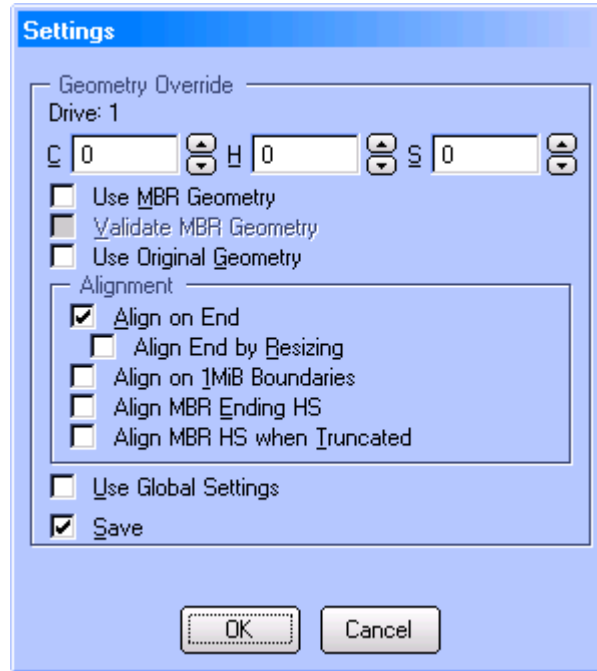 Settings
Geometry Override
Drive: 1
C 0 H 0 S 0
Use MBR Geometry
Validate MBR Geometry
Use Original Geometry
Alignment
Align on End
Align End by Resizing
Align on 1MiB Boundaries
Align MBR Ending HS
Align MBR HS when Truncated
Use Global Settings
Save
OK Cancel